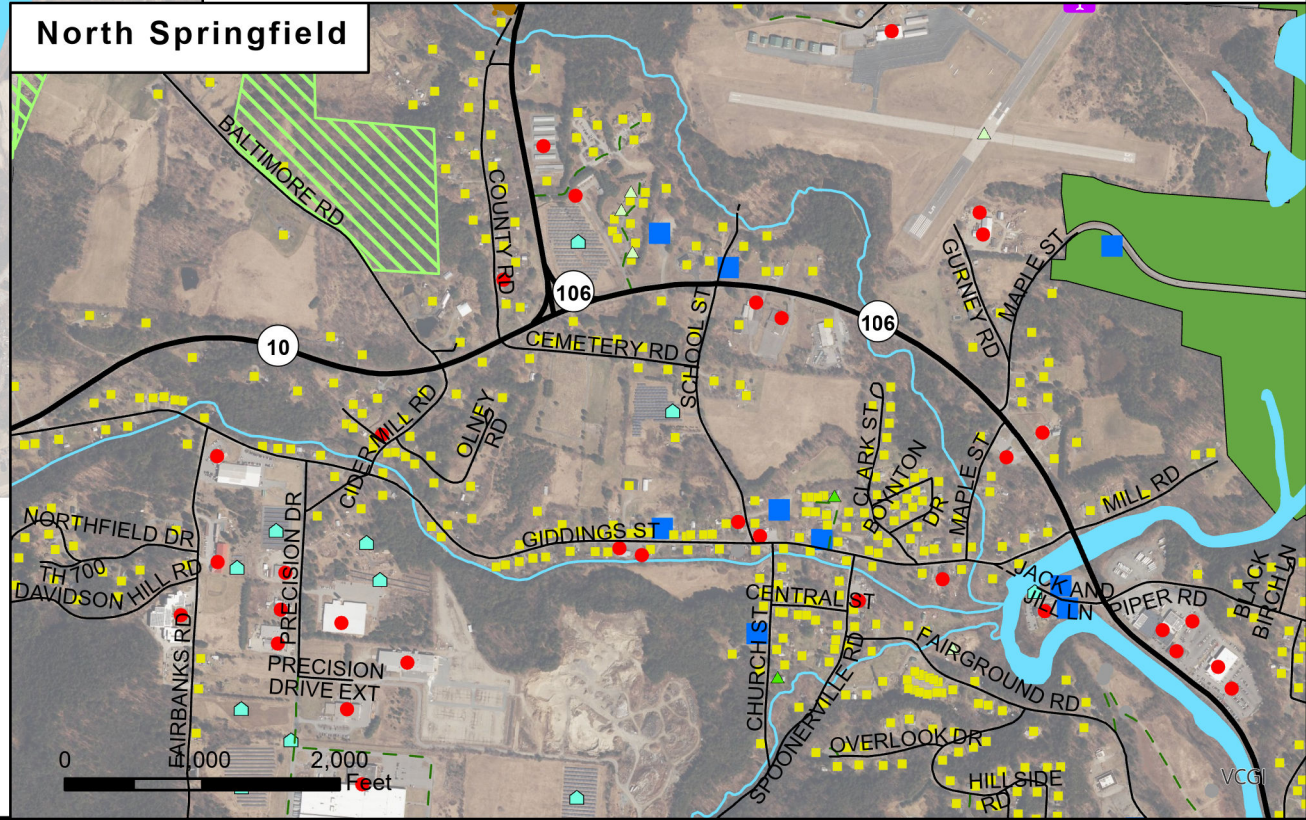 North Springfield
1
BALTIMORE RD
COUNTY RD
106
SCHOOL ST
GURNEY RD
MAPLE ST
106
10
CEMETERY RD
CIDER MILL RD
OLNEY
RD
CLARK ST
BOANTON
DR
MAPLE ST
MILL RD
GIDDINGS ST
NORTHFIELD DR
TH 700
DAVIDSON HILL RD
PRECISION DR
JACK AND
JILL LN
PIPER RD
BLACK
BIRCH LN
CENTRAL ST
CHURCH ST
SPOONERVILLE RD
FAIRGROUND RD
FAIRBANKS RD
PRECISION
DRIVE EXT
OVERLOOK DR
HILLSIDE
RD
0 1,000 2,000
Feet
VCGI